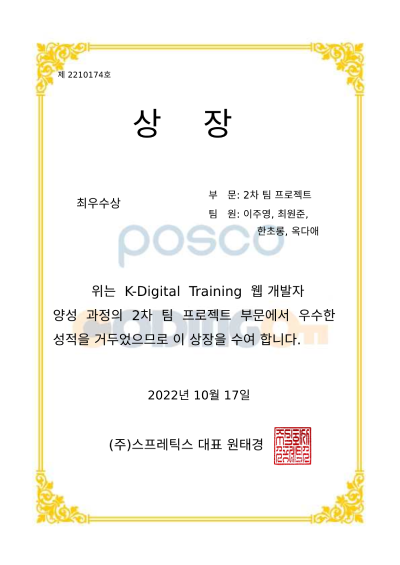 제 2210174호
상 장
최우수상
부 문: 2차 팀 프로젝트
팀 원: 이주영, 최원준,
한초롱, 옥다애
posco
CODINGOn
위는 K-Digital Training 웹 개발자
양성 과정의 2차 팀 프로젝트 부문에서 우수한
성적을 거두었으므로 이 상장을 수여 합니다.
2022년 10월 17일
(주)스프레틱스 대표 원태경